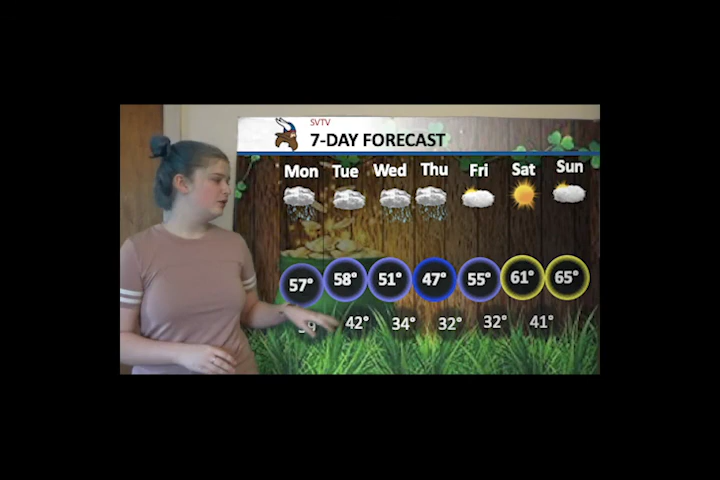 SVTV
7-DAY FORECAST
Mon Tue Wed Thu Fri Sat Sun
57° 58° 51° 47° 55° 61° 65°
42° 34° 32° 32° 41°